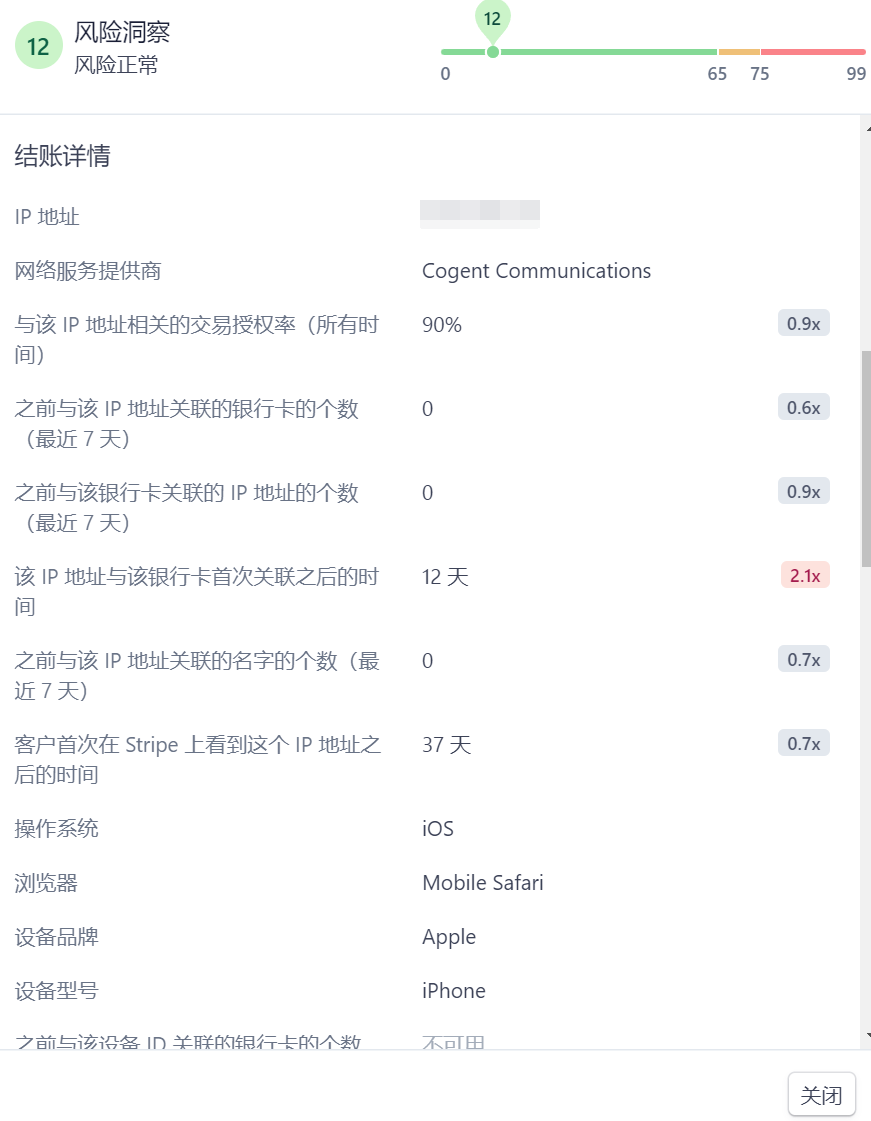 12
风险洞察
风险正常
12
0
65
75
99
结账详情
IP 地址
网络服务提供商
Cogent Communications
与该 IP 地址相关的交易授权率（所有时
间）
90%
0.9x
之前与该 IP 地址关联的银行卡的个数
（最近 7 天）
0
0.6x
之前与该银行卡关联的 IP 地址的个数
（最近 7 天）
0
0.9x
该 IP 地址与该银行卡首次关联之后的时
间
12 天
2.1x
之前与该 IP 地址关联的名字的个数（最
近 7 天）
0
0.7x
客户首次在 Stripe 上看到这个 IP 地址之
后的时间
37 天
0.7x
操作系统
iOS
浏览器
Mobile Safari
设备品牌
Apple
设备型号
iPhone
之前与该设备 ID 关联的银行卡的个数
不可用
关闭